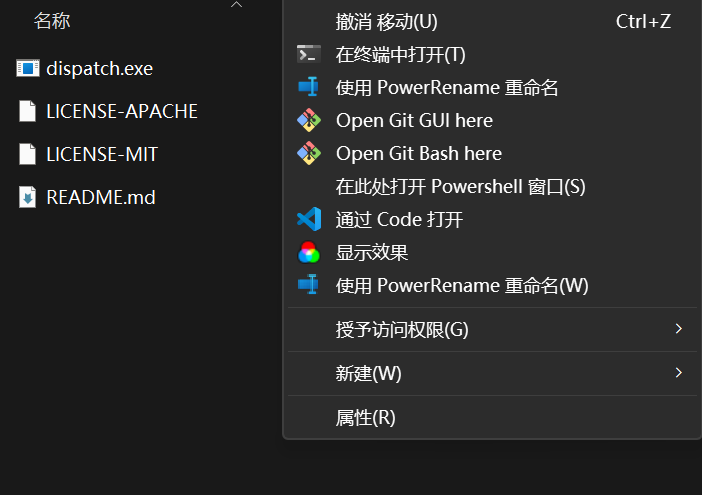 名称
dispatch.exe
LICENSE-APACHE
LICENSE-MIT
README.md
撤消 移动(U) Ctrl+Z
在终端中打开(T)
使用 PowerRename 重命名
Open Git GUI here
Open Git Bash here
在此处打开 Powershell 窗口(S)
通过 Code 打开
显示效果
使用 PowerRename 重命名(W)
授予访问权限(G)
新建(W)
属性(R)